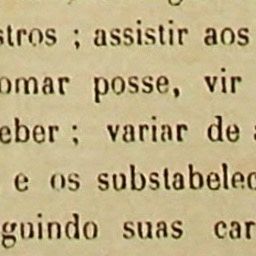 stros ; assistir aos
omar posse, vir
eber ; variar de a
e os substabelec
guindo suas car